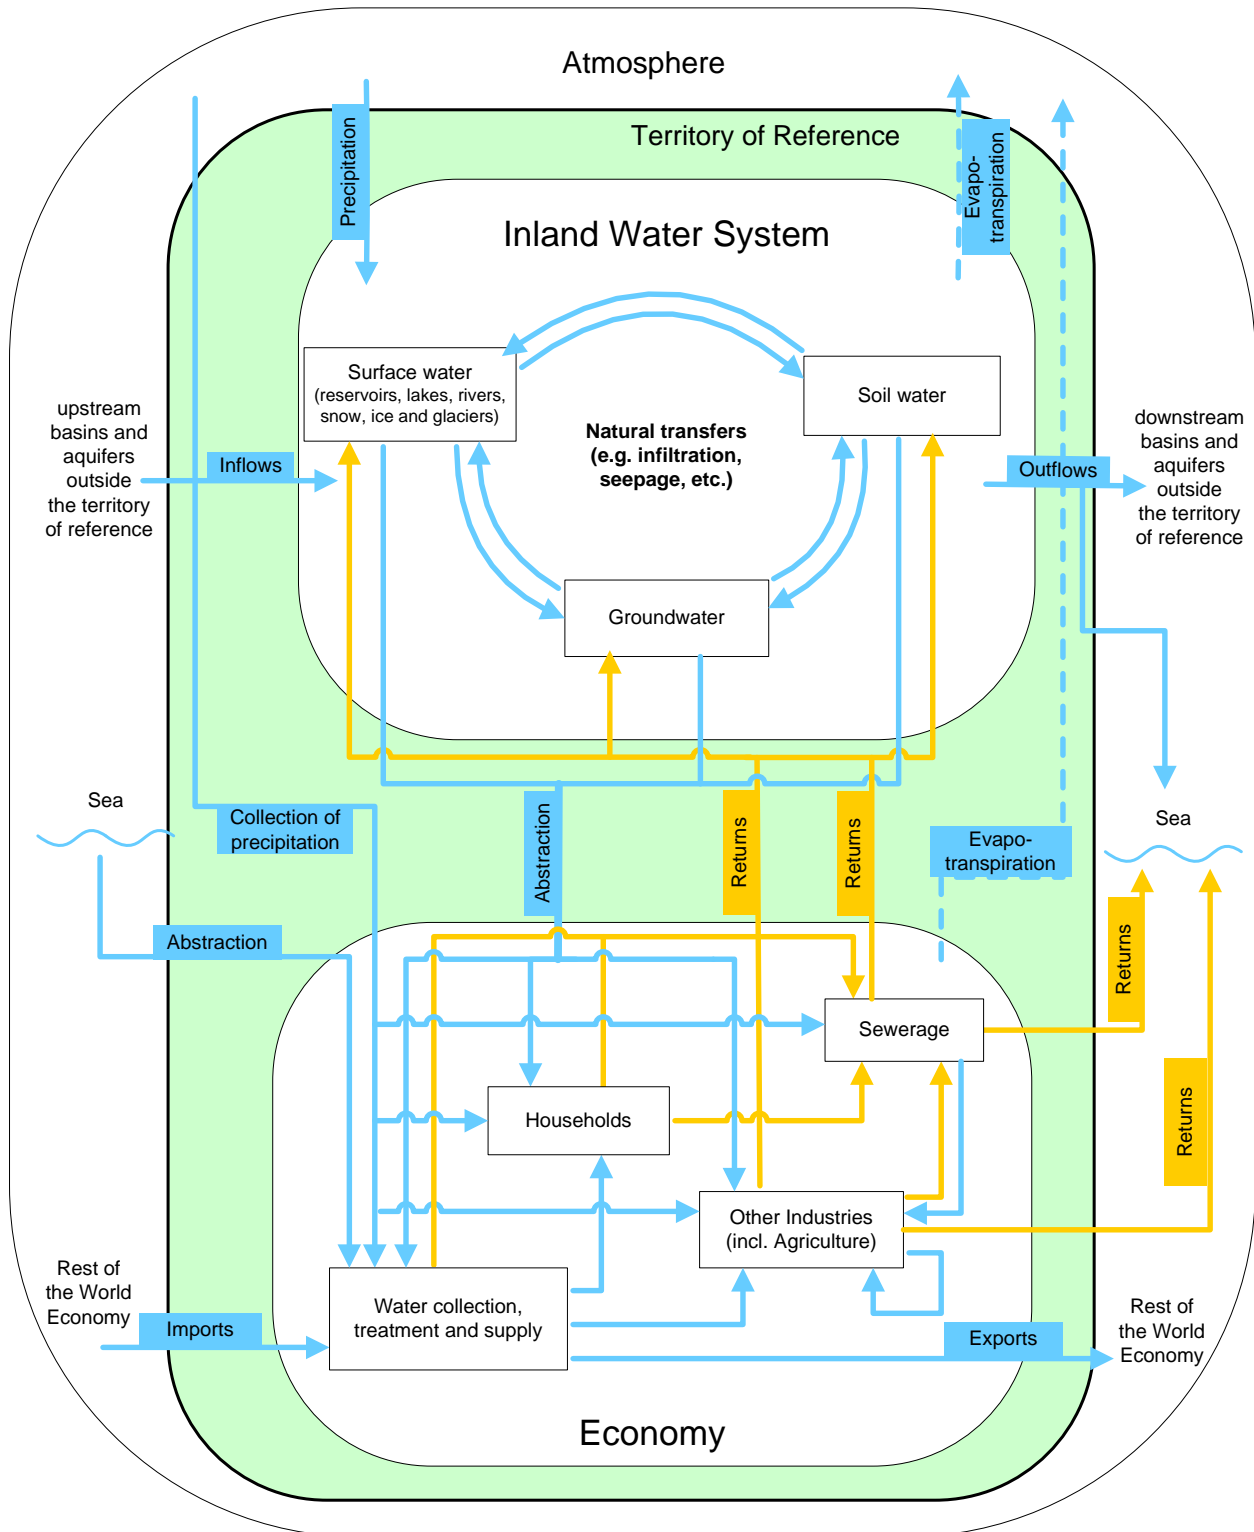 Atmosphere
Territory of Reference
Precipitation
Evapo-
transpiration
Inland Water System
Surface water
(reservoirs, lakes, rivers,
snow, ice and glaciers)
Soil water
Natural transfers
(e.g. infiltration,
seepage, etc.)
upstream
basins and
aquifers
outside
the territory
of reference
Inflows
Outflows
downstream
basins and
aquifers
outside
the territory
of reference
Groundwater
Sea
Collection of
precipitation
Abstraction
Returns
Returns
Evapo-
transpiration
Sea
Abstraction
Returns
Sewerage
Households
Returns
Other Industries
(incl. Agriculture)
Rest of
the World
Economy
Imports
Water collection,
treatment and supply
Exports
Rest of
the World
Economy
Economy